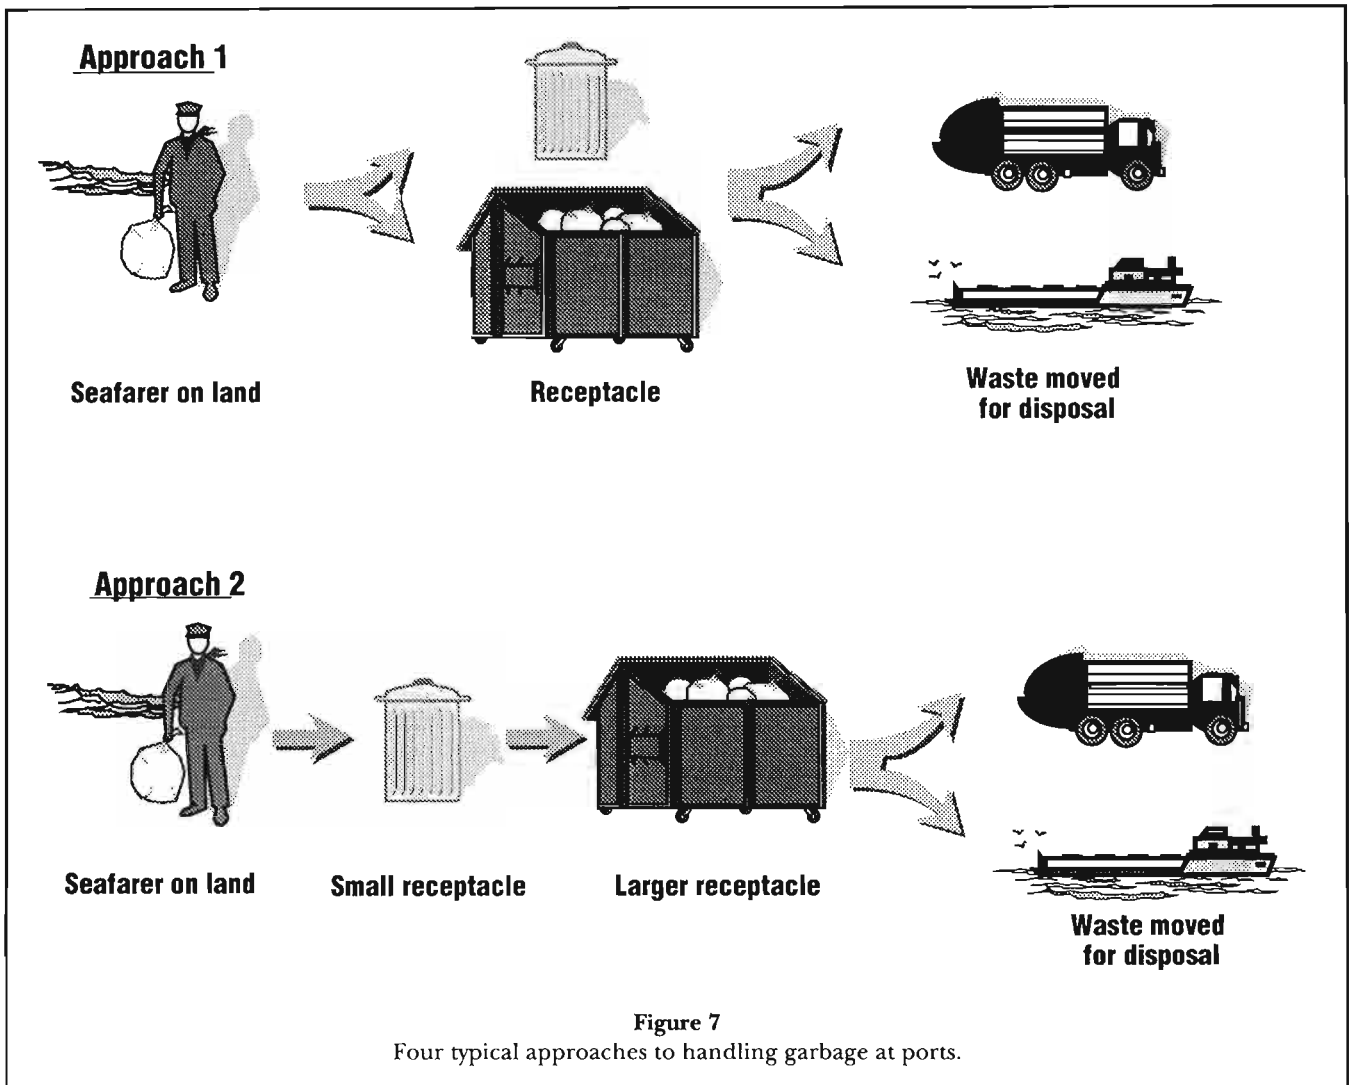 Approach 1
Seafarer on land
Receptacle
Waste moved
for disposal
Approach 2
Seafarer on land
Small receptacle
Larger receptacle
Waste moved
for disposal
Figure 7
Four typical approaches to handling garbage at ports.